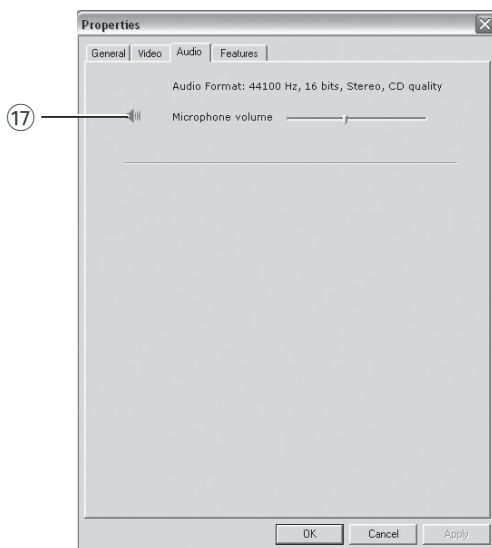 Properties
General Video Audio Features
Audio Format: 44100 Hz, 16 bits, Stereo, CD quality
⑰ Microphone volume
OK Cancel Apply